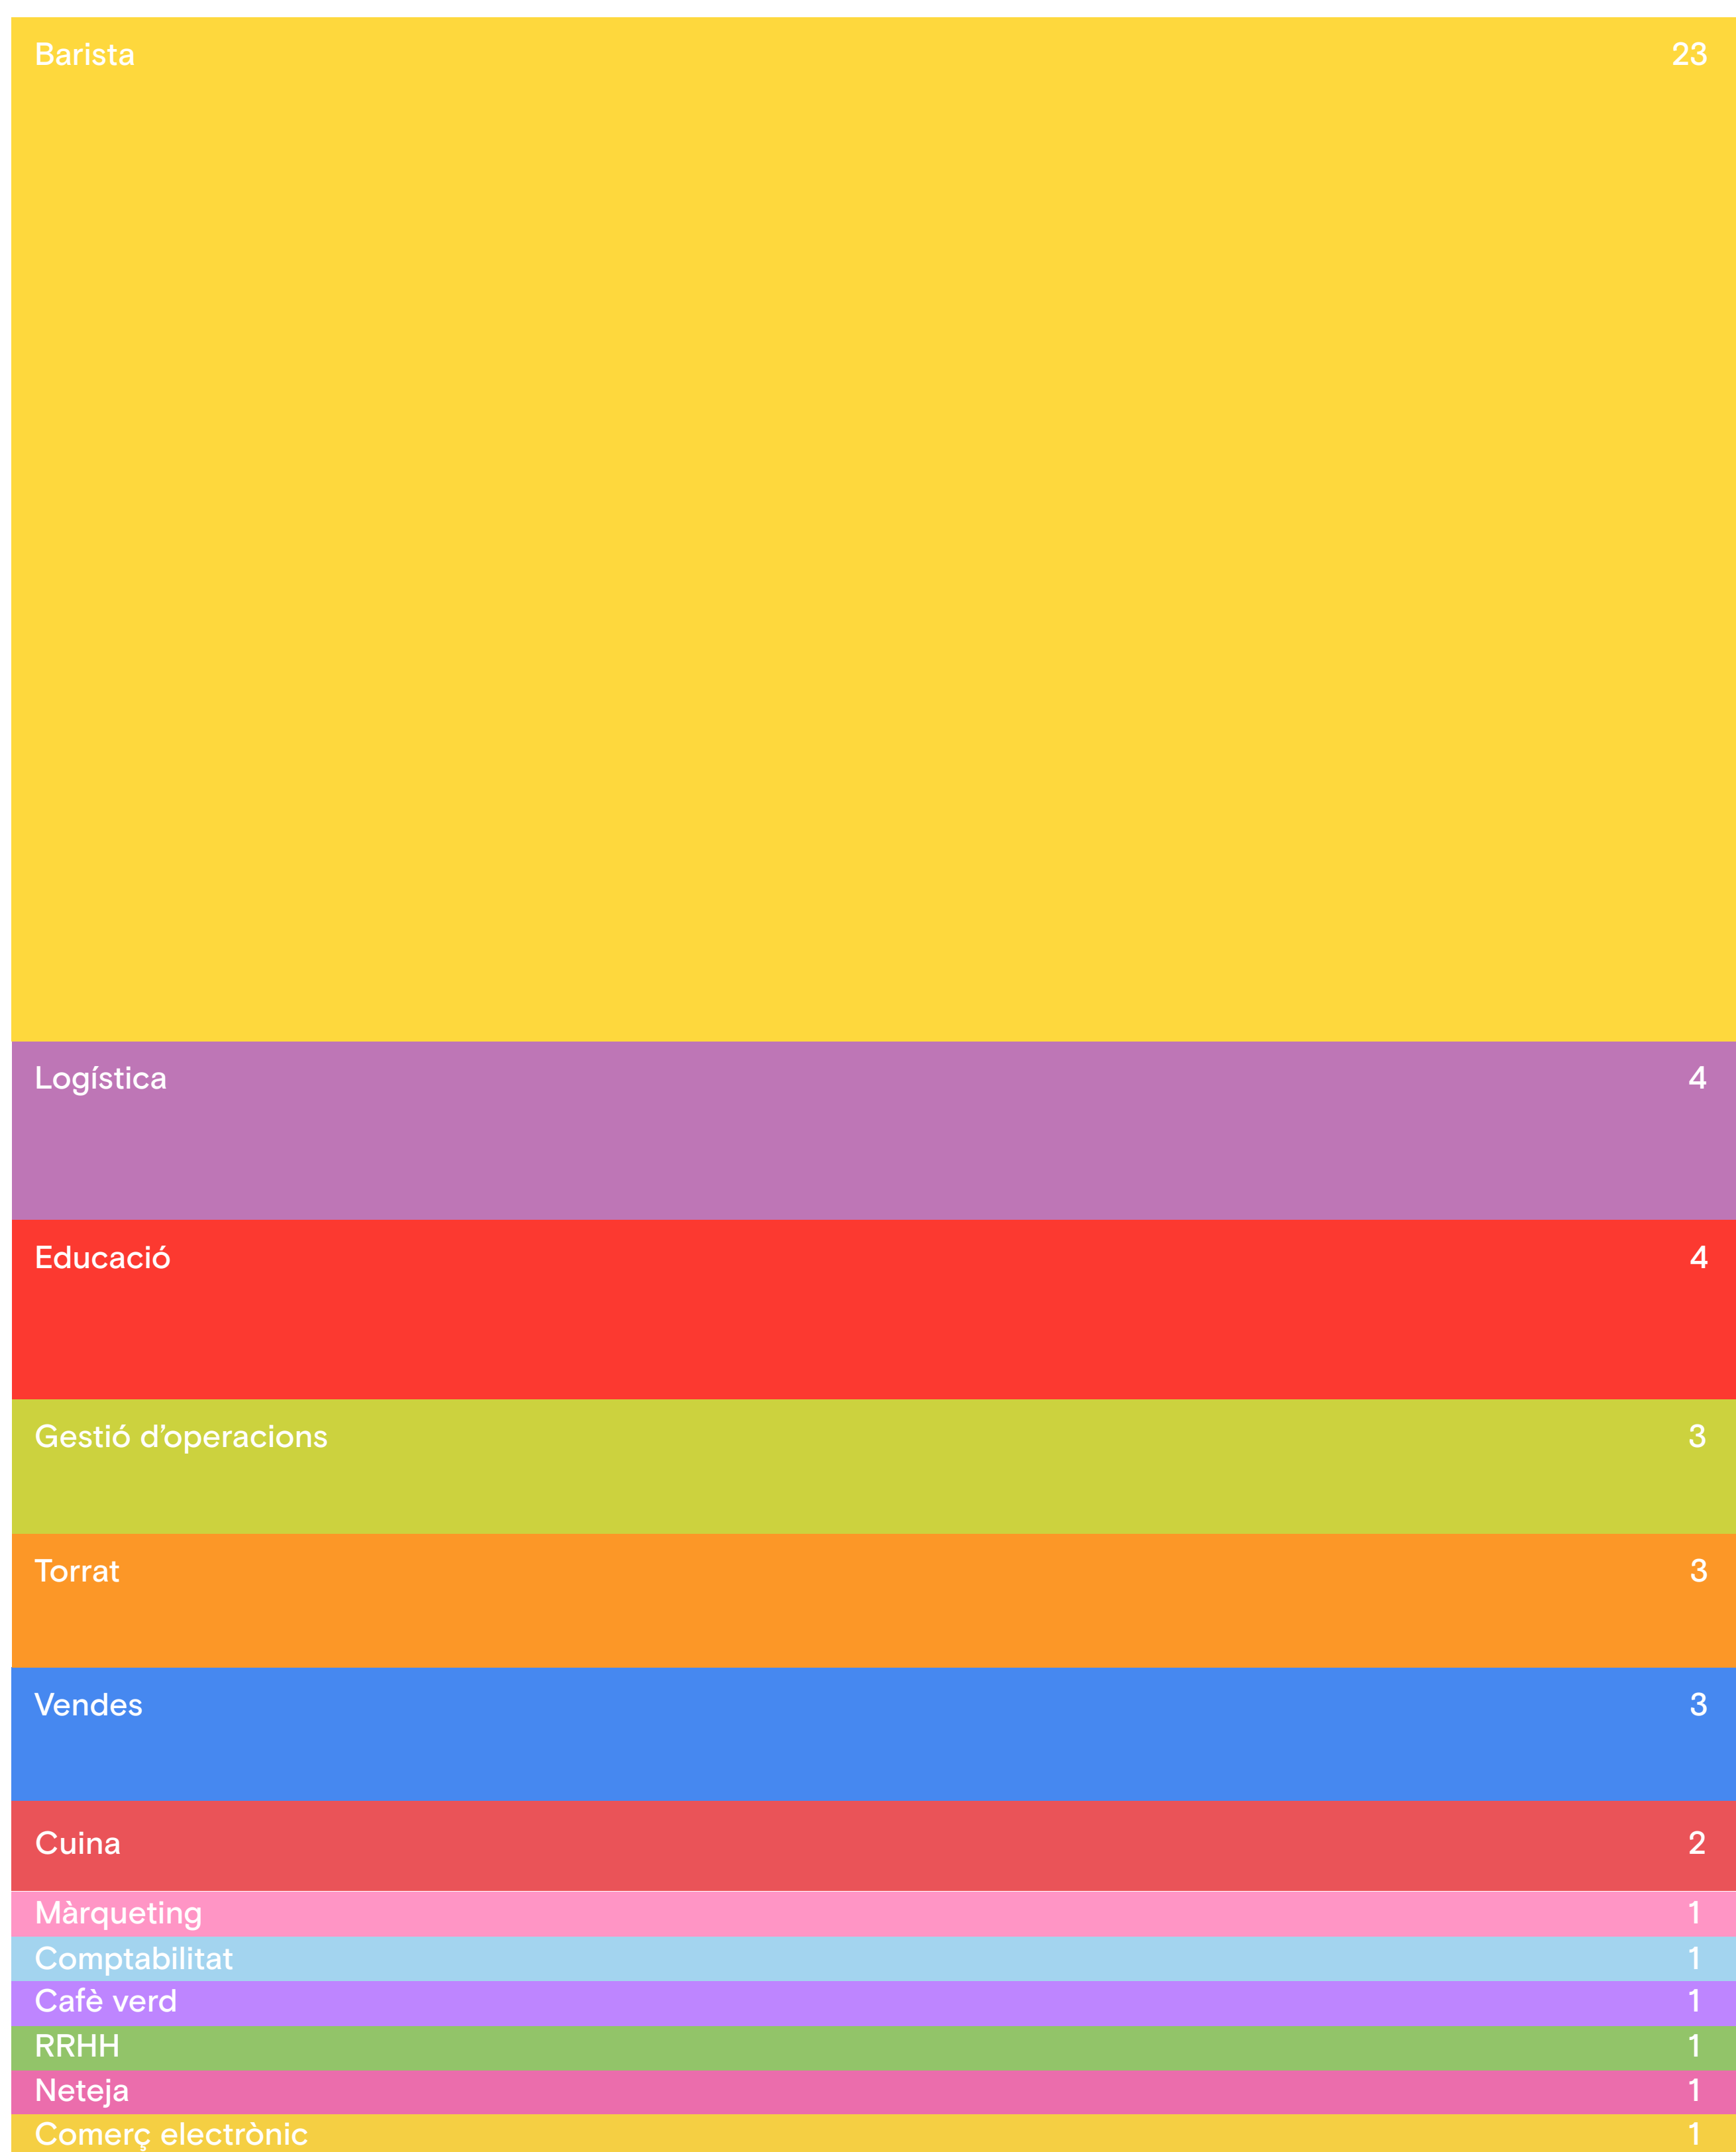 Barista 23
Logística 4
Educació 4
Gestió d’operacions 3
Torrat 3
Vendes 3
Cuina 2
Màrqueting 1
Comptabilitat 1
Cafè verd 1
RRHH 1
Neteja 1
Comerç electrònic 1